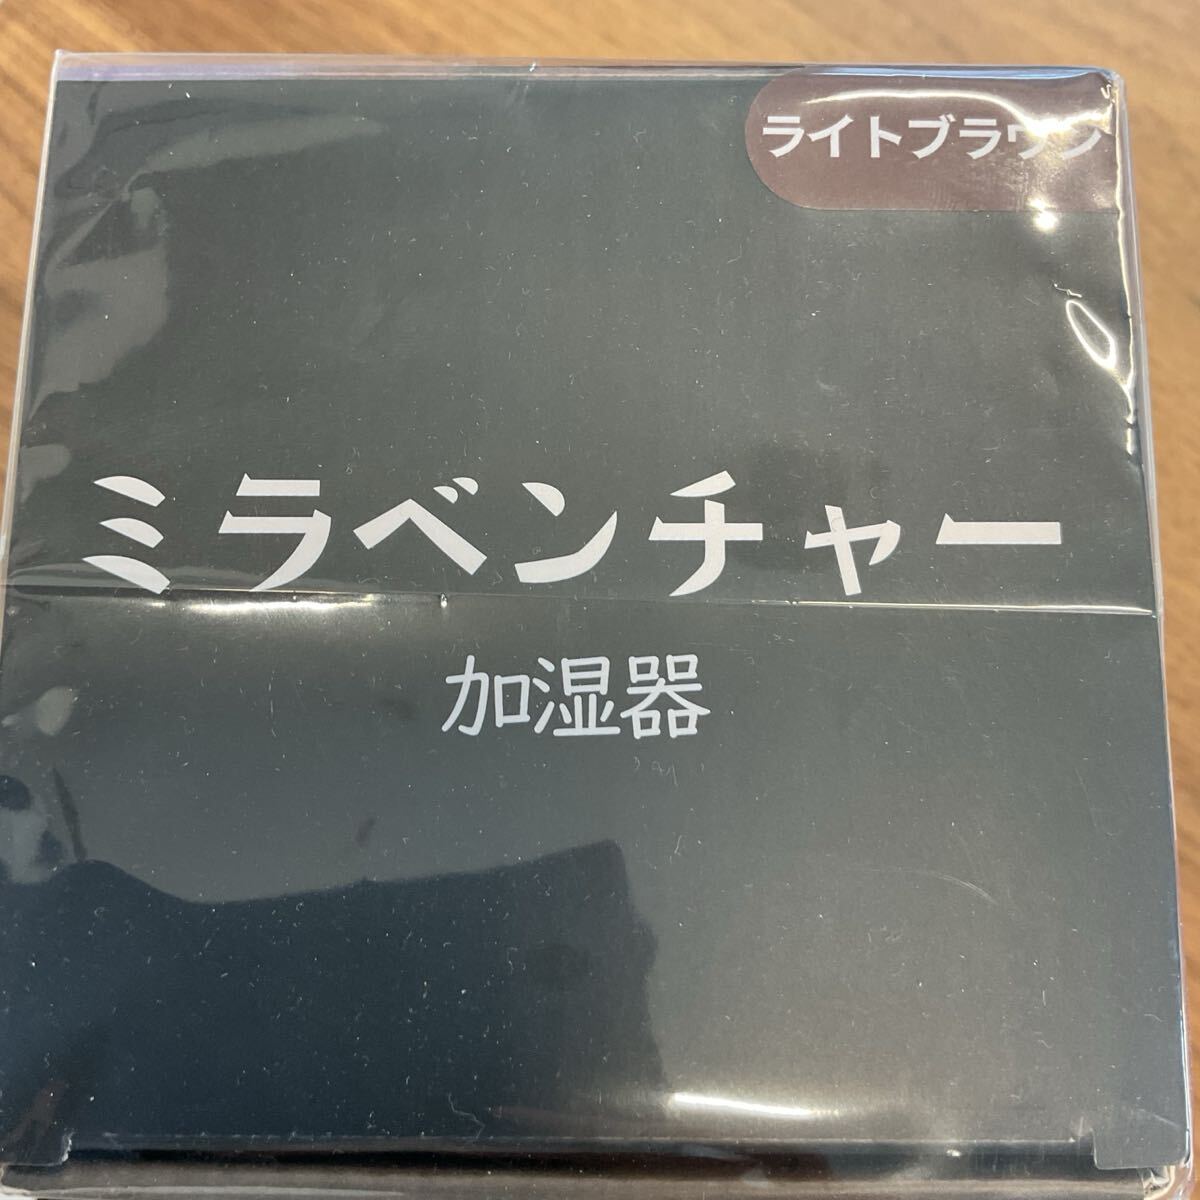 ライトブラウン
ミラベンチャー
加湿器